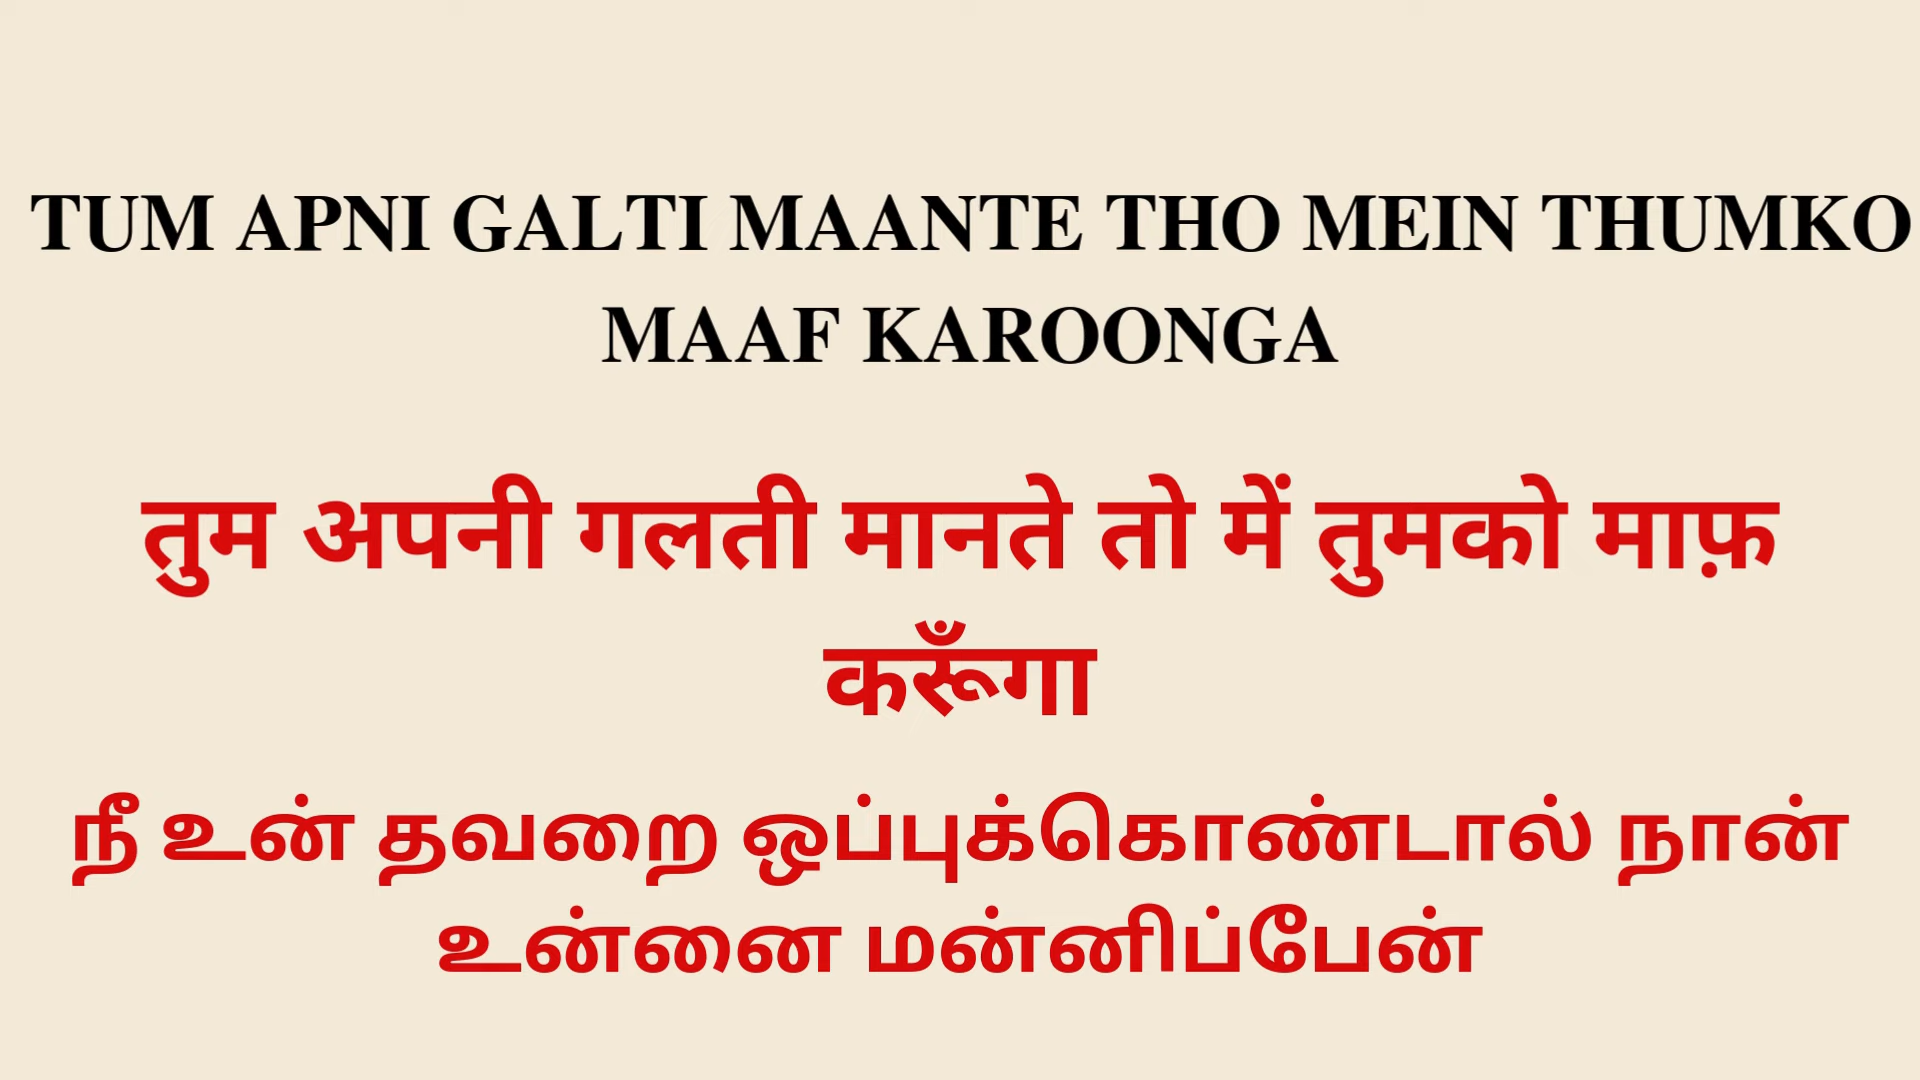 TUM APNI GALTI MAANTE THO MEIN THUMKO
MAAF KAROONGA
तुम अपनी गलती मानते तो में तुमको माफ़
करूँगा
நீ உன் தவறை ஒப்புக்கொண்டால் நான்
உன்னை மன்னிப்பேன்